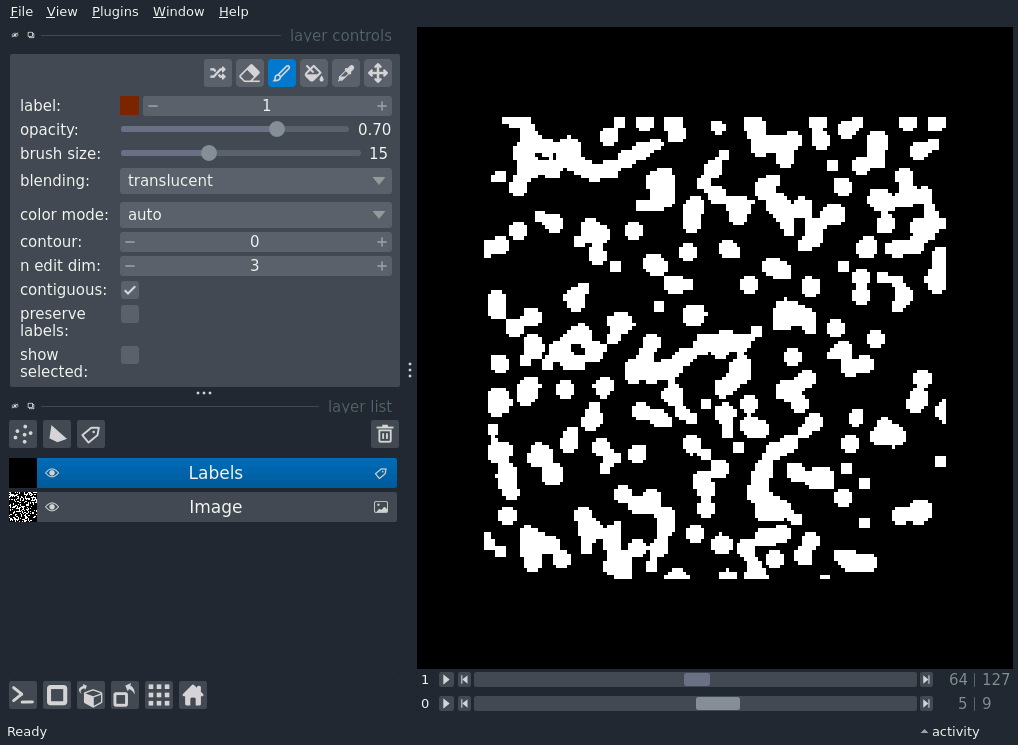 File View Plugins Window Help
layer controls
label: 1
opacity: 0.70
brush size: 15
blending: translucent
color mode: auto
contour: 0
n edit dim: 3
contiguous:
preserve
labels:
show
selected:
layer list
Labels
Image
1 64 | 127
0 5 | 9
Ready activity